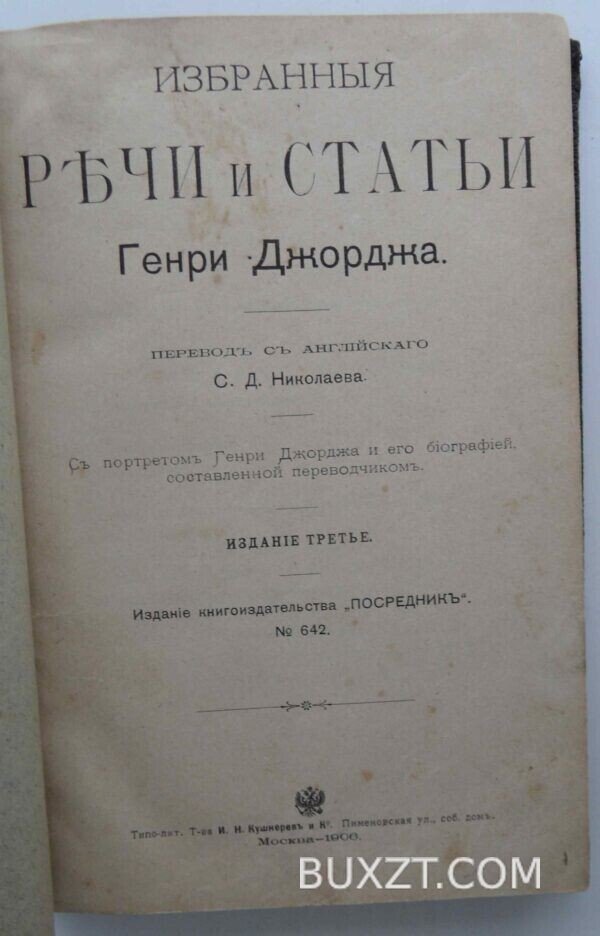 ИЗБРАННЫЯ
РѢЧИ и СТАТЬИ
Генри Джорджа.
ПЕРЕВОДЪ СЪ АНГЛІЙСКАГО
С. Д. Николаева.
Съ портретомъ Генри Джорджа и его біографіей,
составленной переводчикомъ.
ИЗДАНІЕ ТРЕТЬЕ.
Изданіе книгоиздательства „ПОСРЕДНИКЪ“.
№ 642.
Типо-лит. Т-ва И. Н. Кушнеревъ и К°. Пименовская ул., соб. домъ.
Москва—1906.
BUXZT.COM